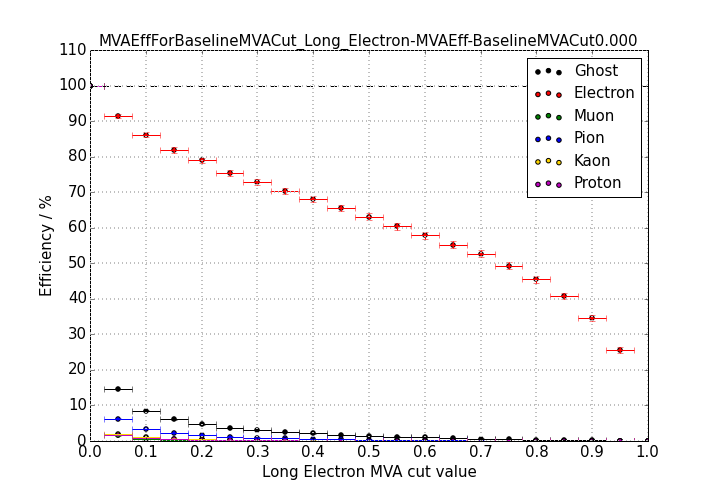 MVAEffForBaselineMVACut_Long_Electron-MVAEff-BaselineMVACut0.000
110
100
90
80
70
60
50
40
30
20
10
0
Efficiency / %
Ghost
Electron
Muon
Pion
Kaon
Proton
0.0 0.1 0.2 0.3 0.4 0.5 0.6 0.7 0.8 0.9 1.0
Long Electron MVA cut value